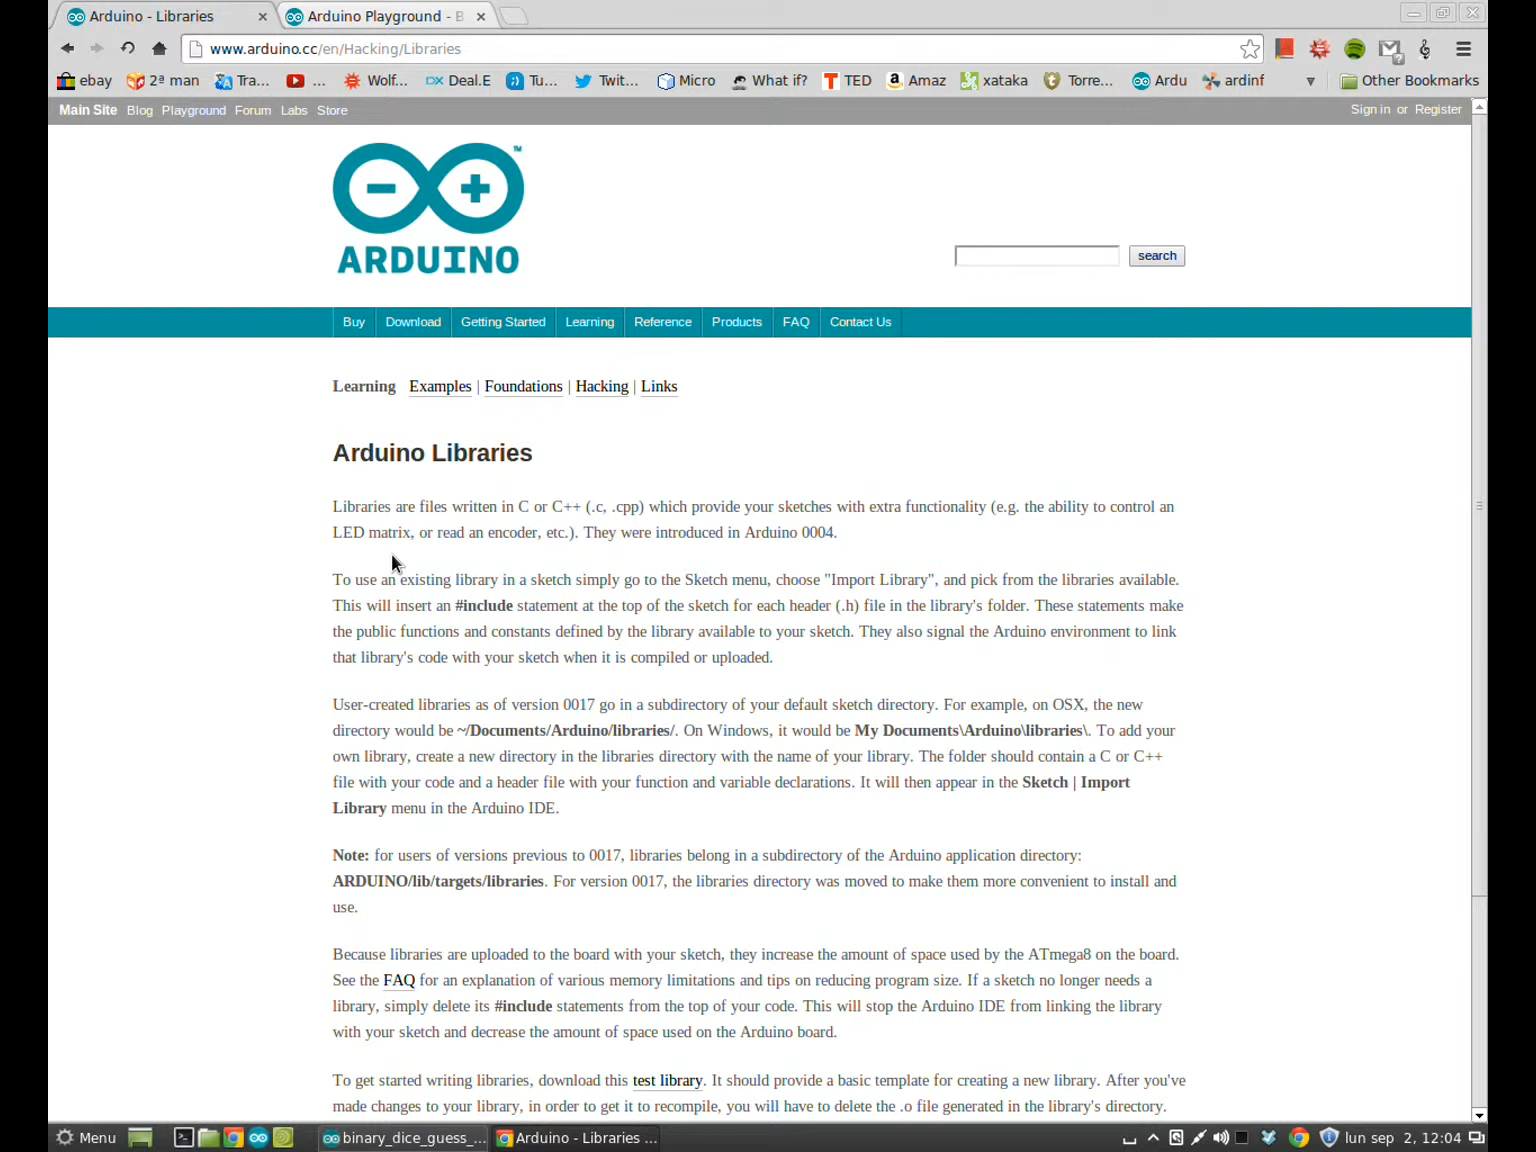 Arduino - Libraries
Arduino Playground - B
www.arduino.cc/en/Hacking/Libraries
ebay 2ª man Tra... ... Wolf... DX Deal.E Tu... Twit... Micro What if? TED Amaz xataka Torre... Ardu ardinf Other Bookmarks
Main Site Blog Playground Forum Labs Store Sign in or Register
ARDUINO
TM
search
Buy Download Getting Started Learning Reference Products FAQ Contact Us
Learning Examples | Foundations | Hacking | Links
Arduino Libraries
Libraries are files written in C or C++ (.c, .cpp) which provide your sketches with extra functionality (e.g. the ability to control an
LED matrix, or read an encoder, etc.). They were introduced in Arduino 0004.
To use an existing library in a sketch simply go to the Sketch menu, choose "Import Library", and pick from the libraries available.
This will insert an #include statement at the top of the sketch for each header (.h) file in the library's folder. These statements make
the public functions and constants defined by the library available to your sketch. They also signal the Arduino environment to link
that library's code with your sketch when it is compiled or uploaded.
User-created libraries as of version 0017 go in a subdirectory of your default sketch directory. For example, on OSX, the new
directory would be ~/Documents/Arduino/libraries/. On Windows, it would be My Documents\Arduino\libraries\. To add your
own library, create a new directory in the libraries directory with the name of your library. The folder should contain a C or C++
file with your code and a header file with your function and variable declarations. It will then appear in the Sketch | Import
Library menu in the Arduino IDE.
Note: for users of versions previous to 0017, libraries belong in a subdirectory of the Arduino application directory:
ARDUINO/lib/targets/libraries. For version 0017, the libraries directory was moved to make them more convenient to install and
use.
Because libraries are uploaded to the board with your sketch, they increase the amount of space used by the ATmega8 on the board.
See the FAQ for an explanation of various memory limitations and tips on reducing program size. If a sketch no longer needs a
library, simply delete its #include statements from the top of your code. This will stop the Arduino IDE from linking the library
with your sketch and decrease the amount of space used on the Arduino board.
To get started writing libraries, download this test library. It should provide a basic template for creating a new library. After you've
made changes to your library, in order to get it to recompile, you will have to delete the .o file generated in the library's directory.
Menu binary_dice_guess_... Arduino - Libraries ... lun sep 2, 12:04